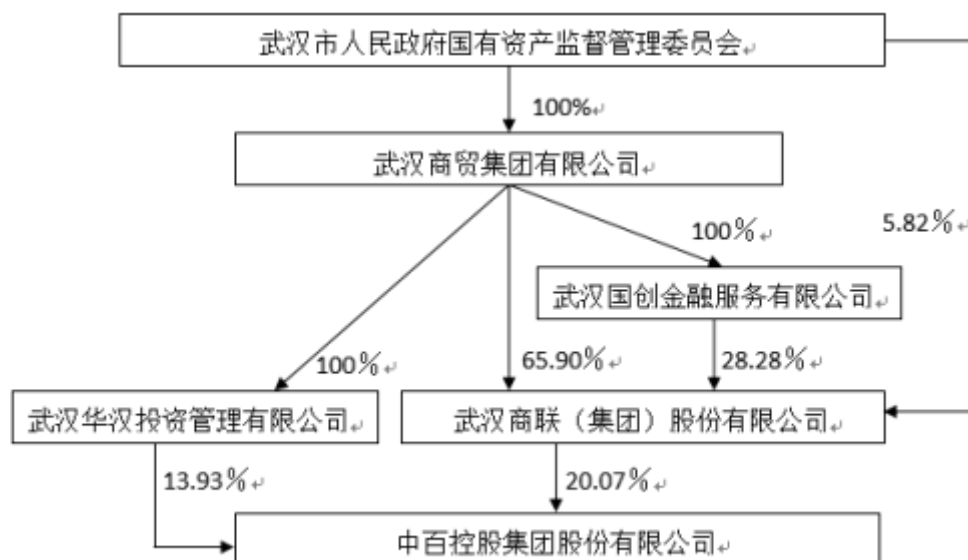 武汉市人民政府国有资产监督管理委员会
100%
武汉商贸集团有限公司
100%
5.82%
武汉国创金融服务有限公司
100%
65.90%
28.28%
武汉华汉投资管理有限公司
武汉商联（集团）股份有限公司
13.93%
20.07%
中百控股集团股份有限公司